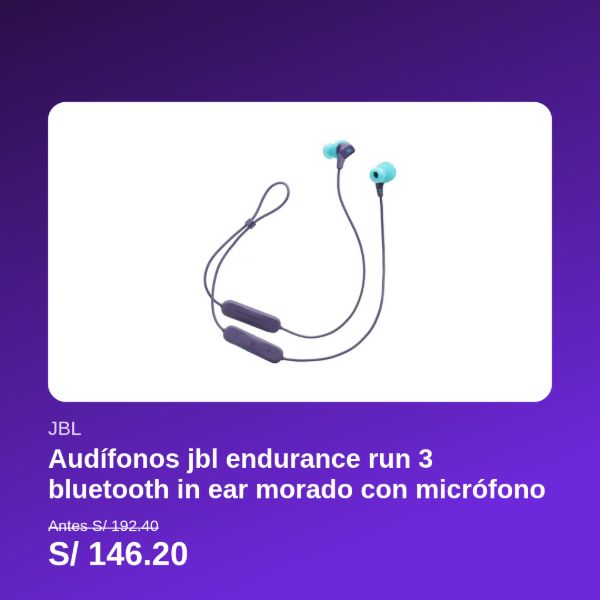 JBL
Audífonos jbl endurance run 3
bluetooth in ear morado con micrófono
Antes S/ 192.40
S/ 146.20